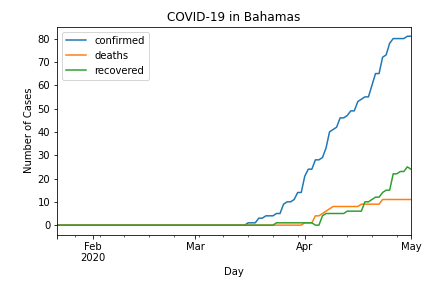 COVID-19 in Bahamas
confirmed
deaths
recovered
Number of Cases
80
70
60
50
40
30
20
10
0
Feb
2020
Mar
Apr
May
Day